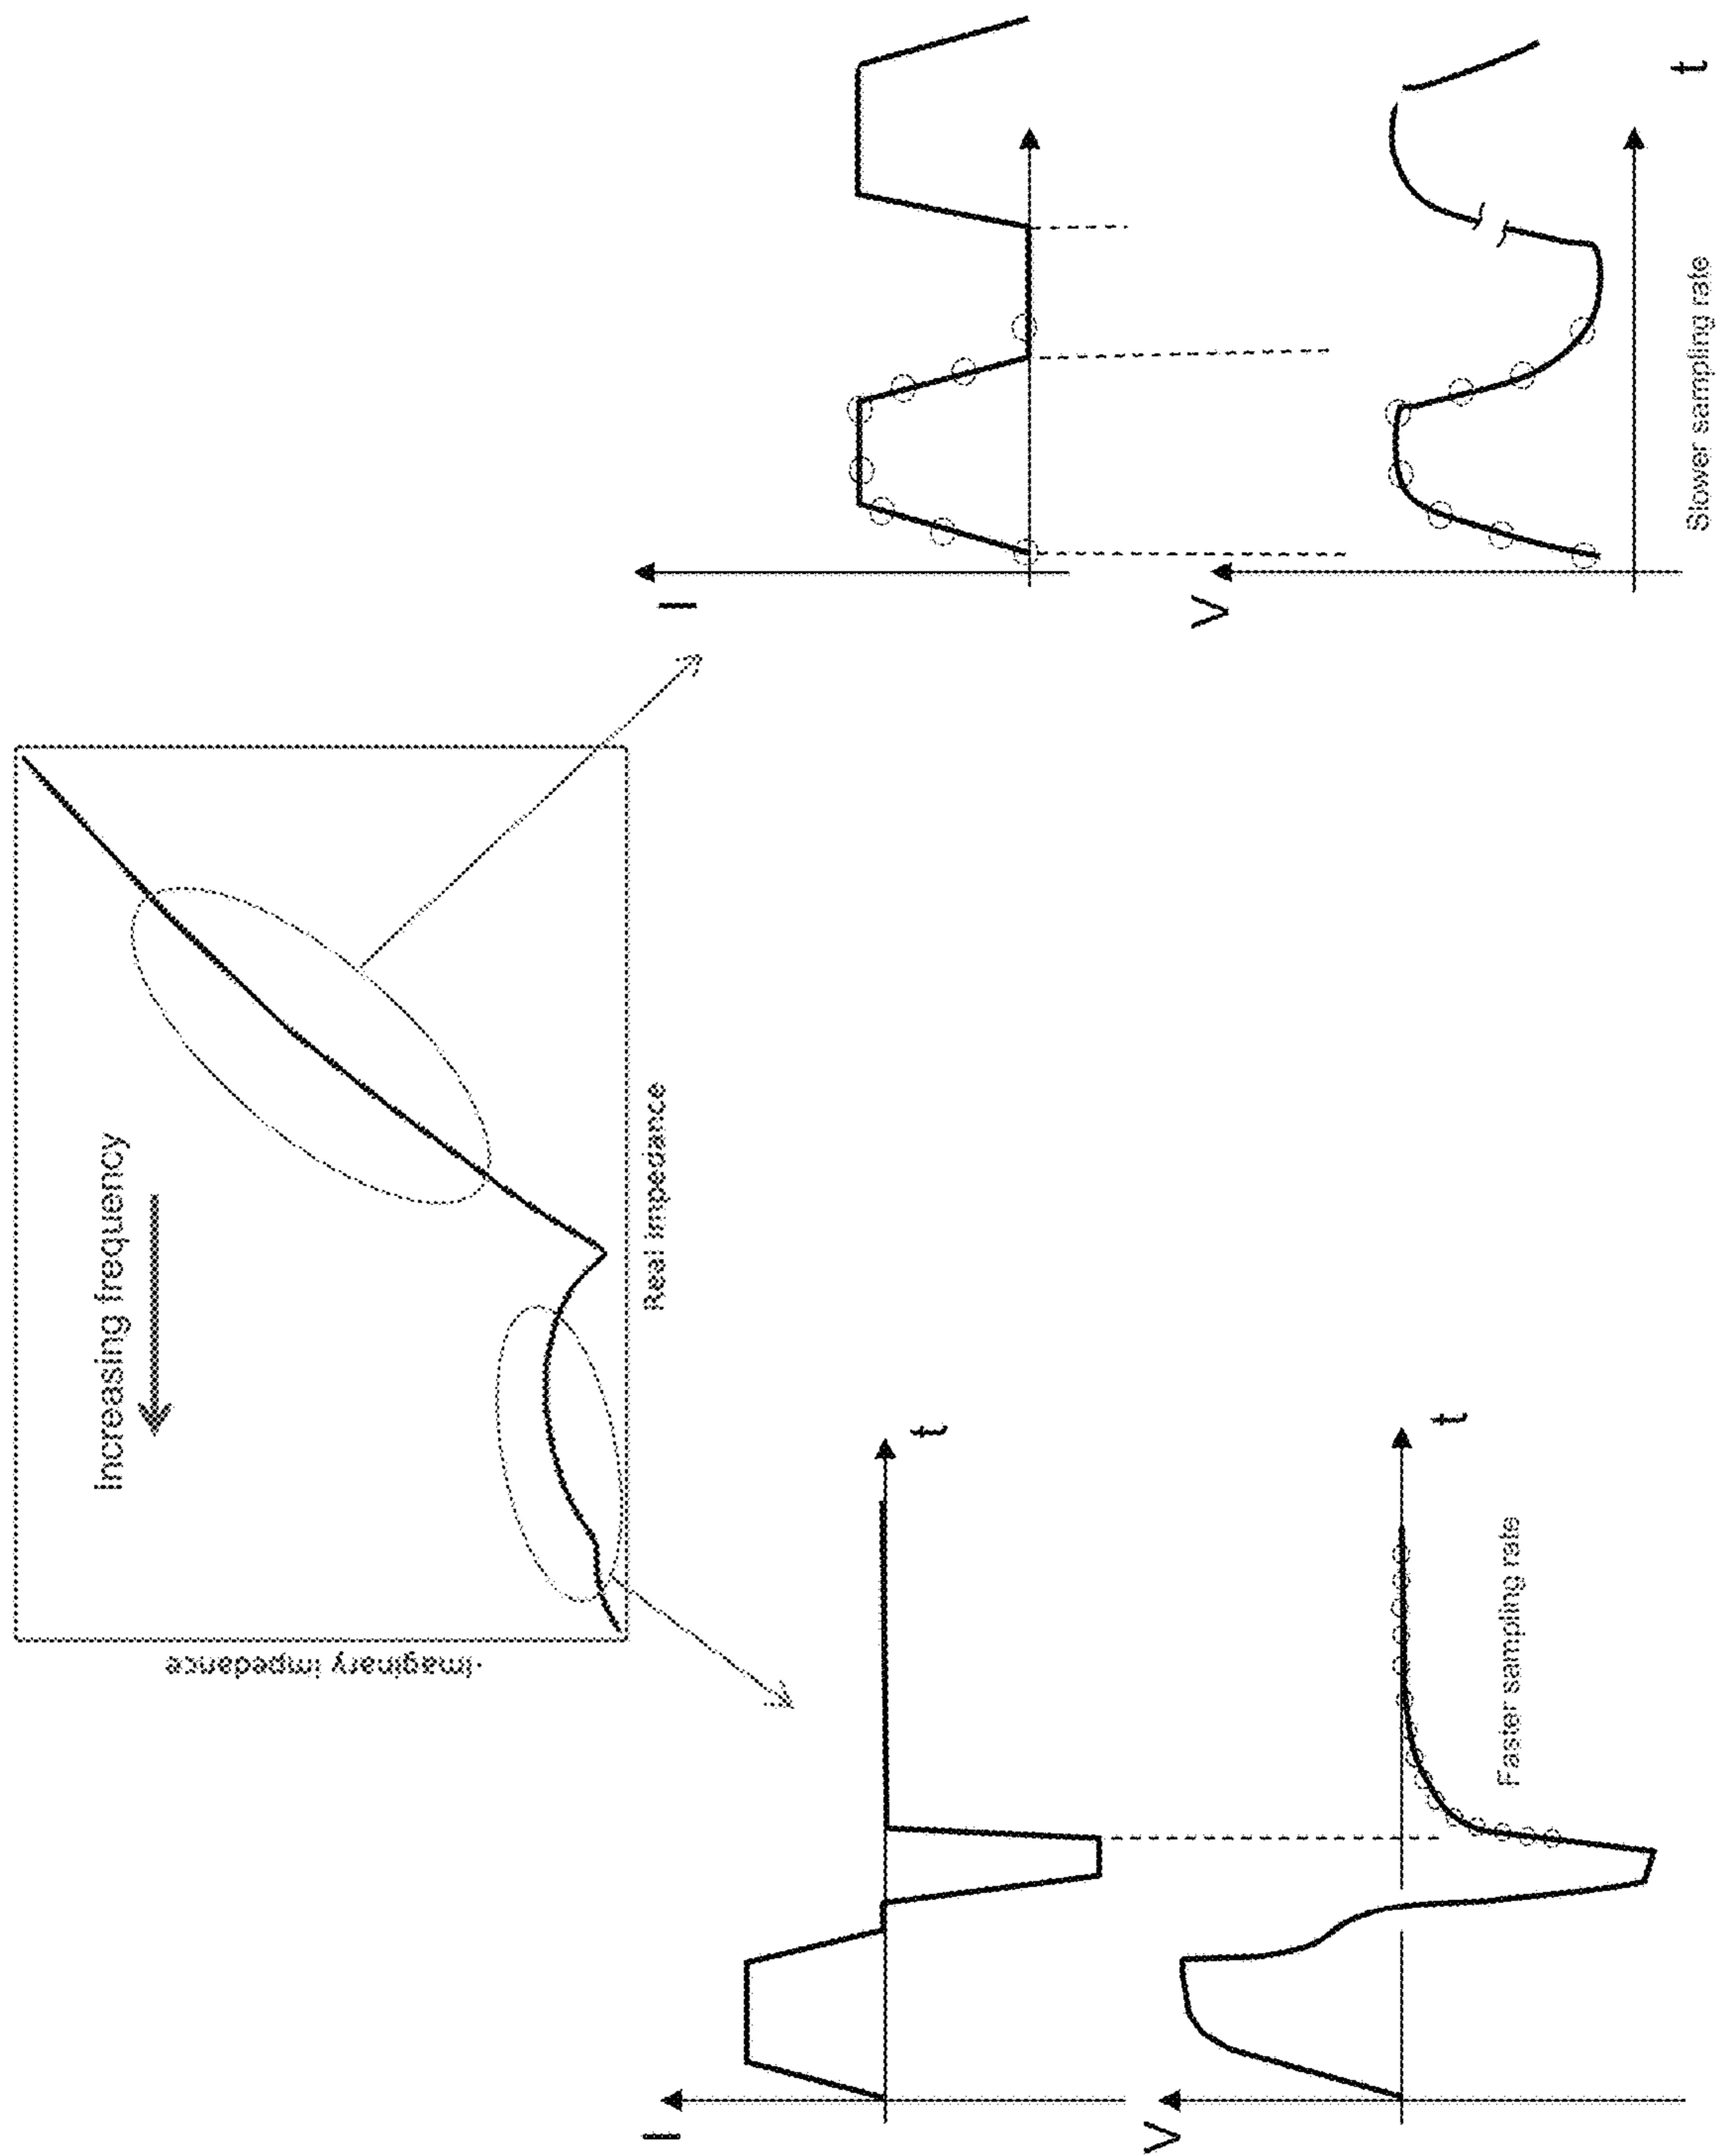 Increasing frequency
-Imaginary impedance
Real impedance
I
t
V
t
Faster sampling rate
I
V
t
Slower sampling rate